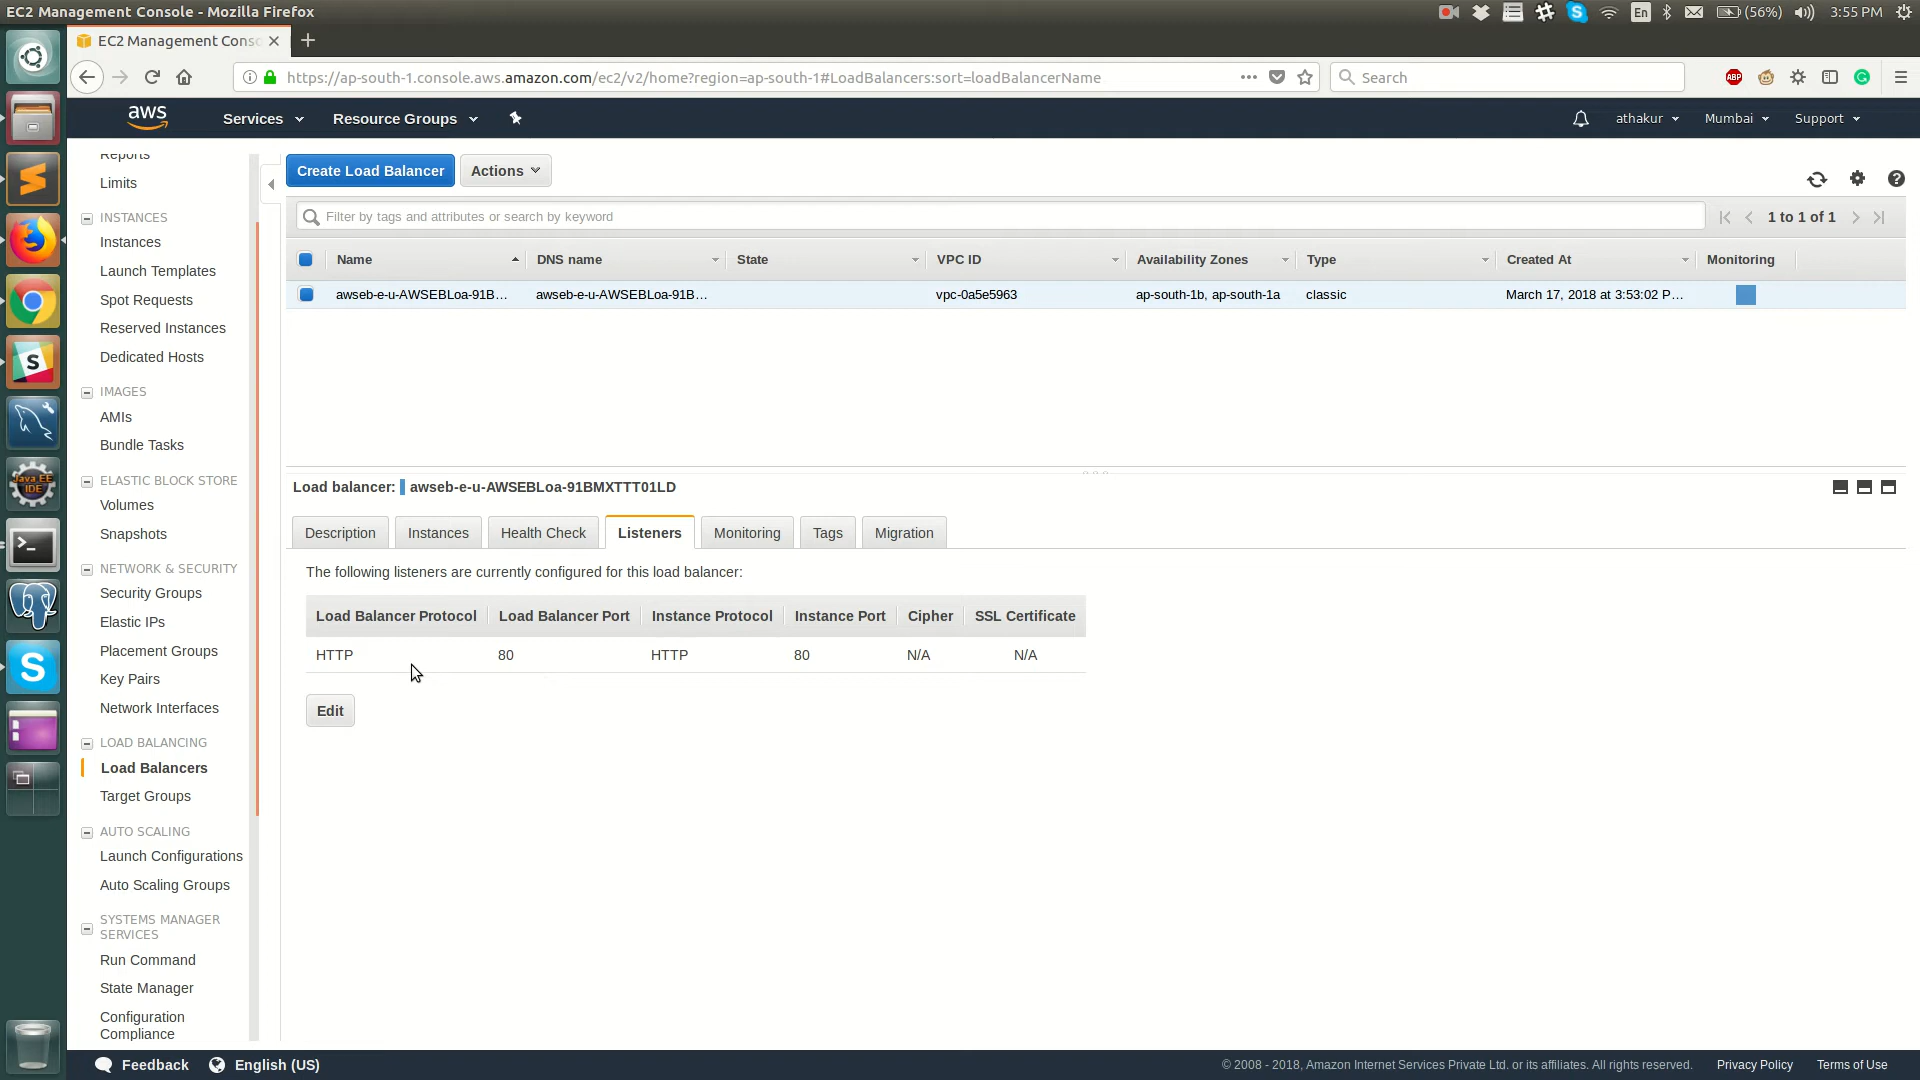 EC2 Management Console - Mozilla Firefox
En
(56%)
3:55 PM
EC2 Management Conso
https://ap-south-1.console.aws.amazon.com/ec2/v2/home?region=ap-south-1#LoadBalancers:sort=loadBalancerName
Search
ABP
aws
Services
Resource Groups
athakur
Mumbai
Support
Reports
Limits
INSTANCES
Instances
Launch Templates
Spot Requests
Reserved Instances
Dedicated Hosts
IMAGES
AMIs
Bundle Tasks
ELASTIC BLOCK STORE
Volumes
Snapshots
NETWORK & SECURITY
Security Groups
Elastic IPs
Placement Groups
Key Pairs
Network Interfaces
LOAD BALANCING
Load Balancers
Target Groups
AUTO SCALING
Launch Configurations
Auto Scaling Groups
SYSTEMS MANAGER
SERVICES
Run Command
State Manager
Configuration
Compliance
Create Load Balancer
Actions
Filter by tags and attributes or search by keyword
1 to 1 of 1
Name DNS name State VPC ID Availability Zones Type Created At Monitoring
awseb-e-u-AWSEBLoa-91B... awseb-e-u-AWSEBLoa-91B... vpc-0a5e5963 ap-south-1b, ap-south-1a classic March 17, 2018 at 3:53:02 P...
Load balancer: awseb-e-u-AWSEBLoa-91BMXTTT01LD
Description Instances Health Check Listeners Monitoring Tags Migration
The following listeners are currently configured for this load balancer:
Load Balancer Protocol Load Balancer Port Instance Protocol Instance Port Cipher SSL Certificate
HTTP 80 HTTP 80 N/A N/A
Edit
Java EE
IDE
Feedback
English (US)
© 2008 - 2018, Amazon Internet Services Private Ltd. or its affiliates. All rights reserved.
Privacy Policy
Terms of Use